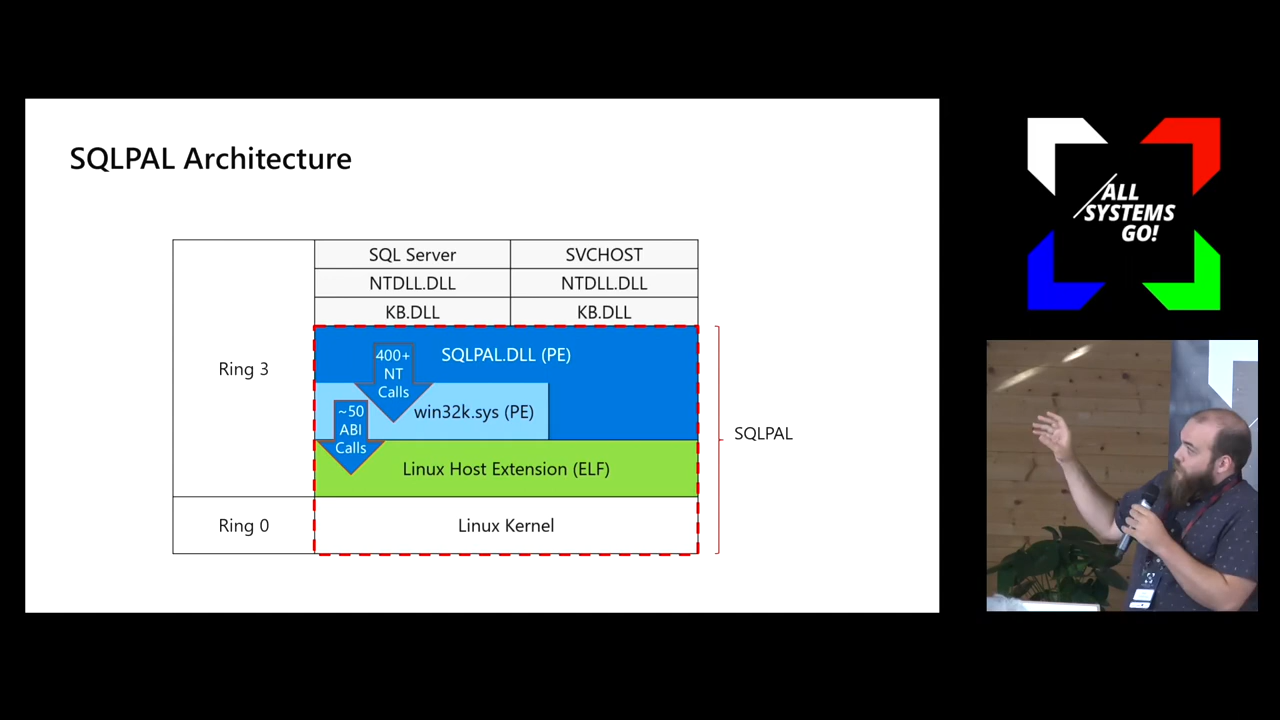 SQLPAL Architecture
SQL Server
SVCHOST
NTDLL.DLL
NTDLL.DLL
KB.DLL
KB.DLL
Ring 3
400+
NT
Calls
SQLPAL.DLL (PE)
~50
ABI
Calls
win32k.sys (PE)
SQLPAL
Linux Host Extension (ELF)
Ring 0
Linux Kernel
ALL
SYSTEMS
GO!